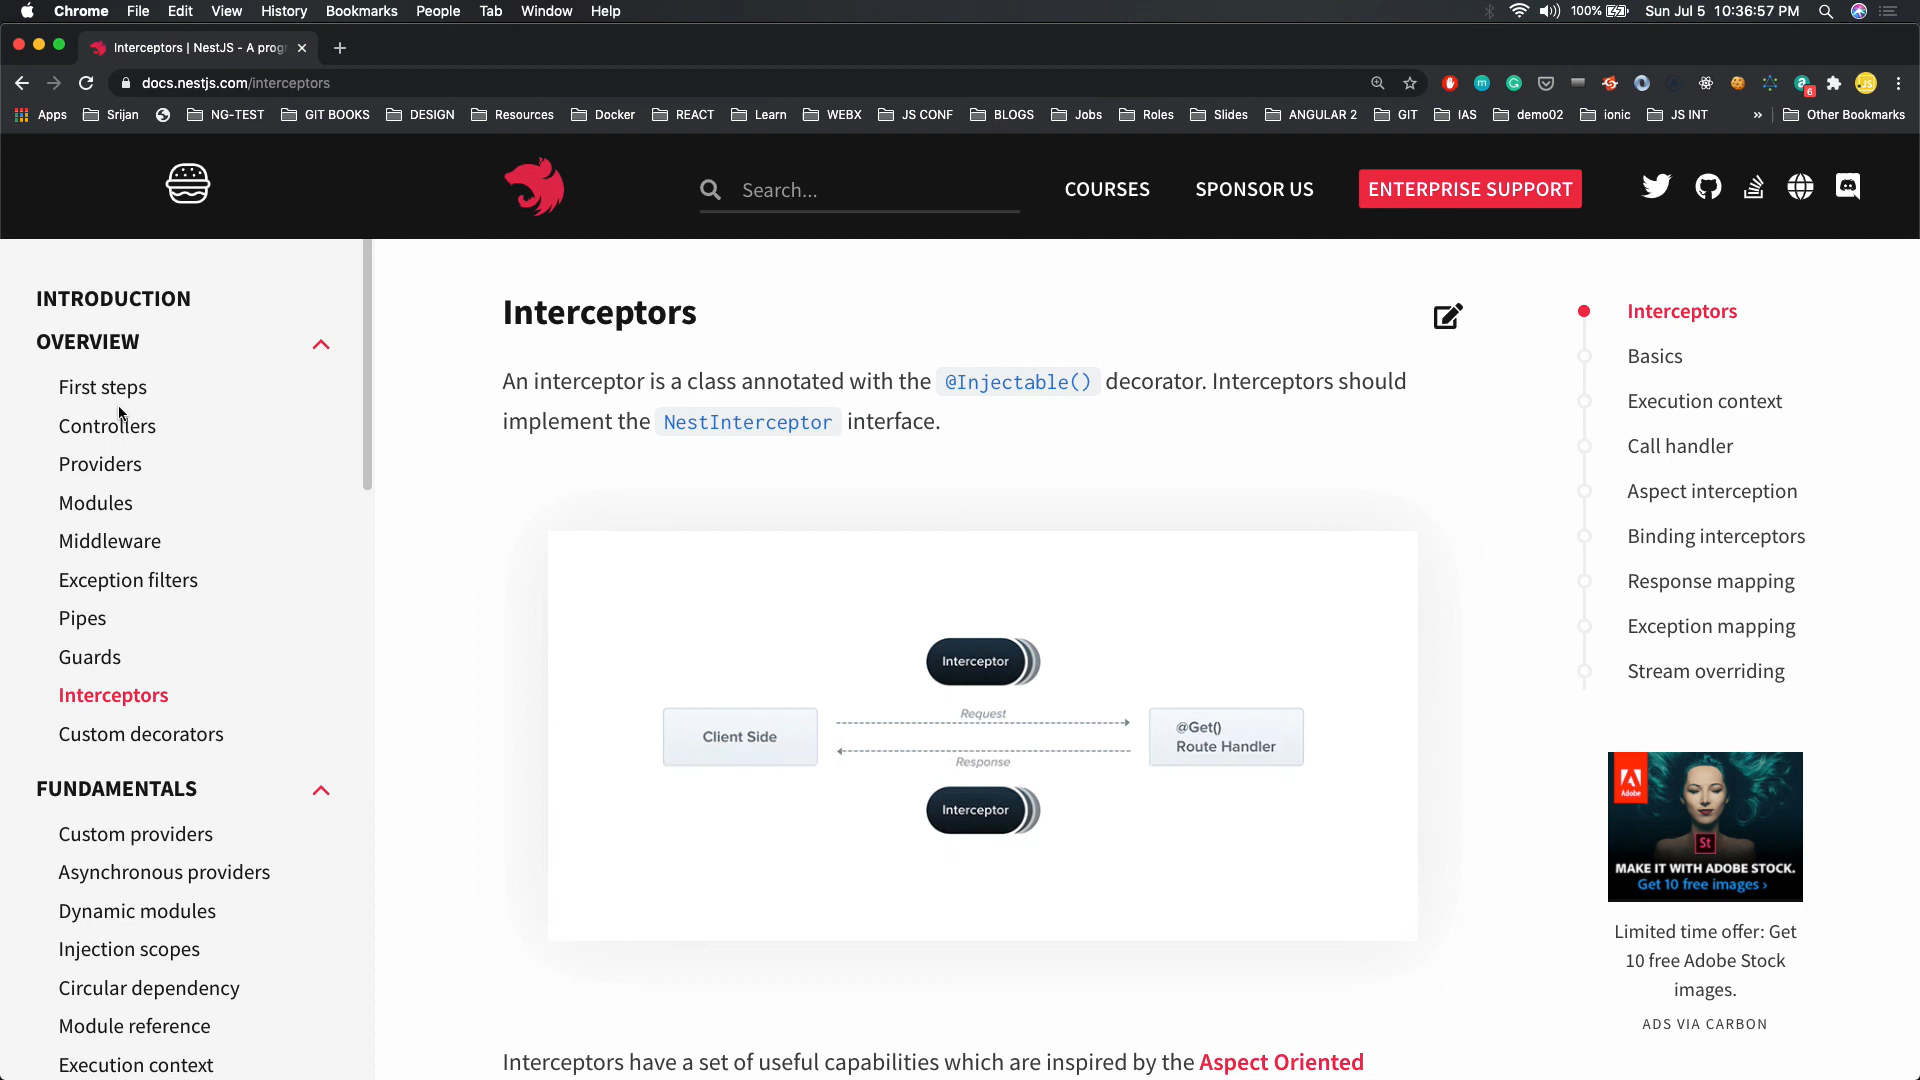 Chrome File Edit View History Bookmarks People Tab Window Help
100% Sun Jul 5 10:36:57 PM
Interceptors | NestJS - A progr
docs.nestjs.com/interceptors
6
JS
Apps Srijan NG-TEST GIT BOOKS DESIGN Resources Docker REACT Learn WEBX JS CONF BLOGS Jobs Roles Slides ANGULAR 2 GIT IAS demo02 ionic JS INT » Other Bookmarks
Search...
COURSES SPONSOR US ENTERPRISE SUPPORT
INTRODUCTION
OVERVIEW
First steps
Controllers
Providers
Modules
Middleware
Exception filters
Pipes
Guards
Interceptors
Custom decorators
FUNDAMENTALS
Custom providers
Asynchronous providers
Dynamic modules
Injection scopes
Circular dependency
Module reference
Execution context
Interceptors
An interceptor is a class annotated with the @Injectable() decorator. Interceptors should
implement the NestInterceptor interface.
Interceptor
Client Side
Request
Response
@Get()
Route Handler
Interceptor
Interceptors have a set of useful capabilities which are inspired by the Aspect Oriented
Interceptors
Basics
Execution context
Call handler
Aspect interception
Binding interceptors
Response mapping
Exception mapping
Stream overriding
Adobe
St
MAKE IT WITH ADOBE STOCK.
Get 10 free images ›
Limited time offer: Get
10 free Adobe Stock
images.
ADS VIA CARBON